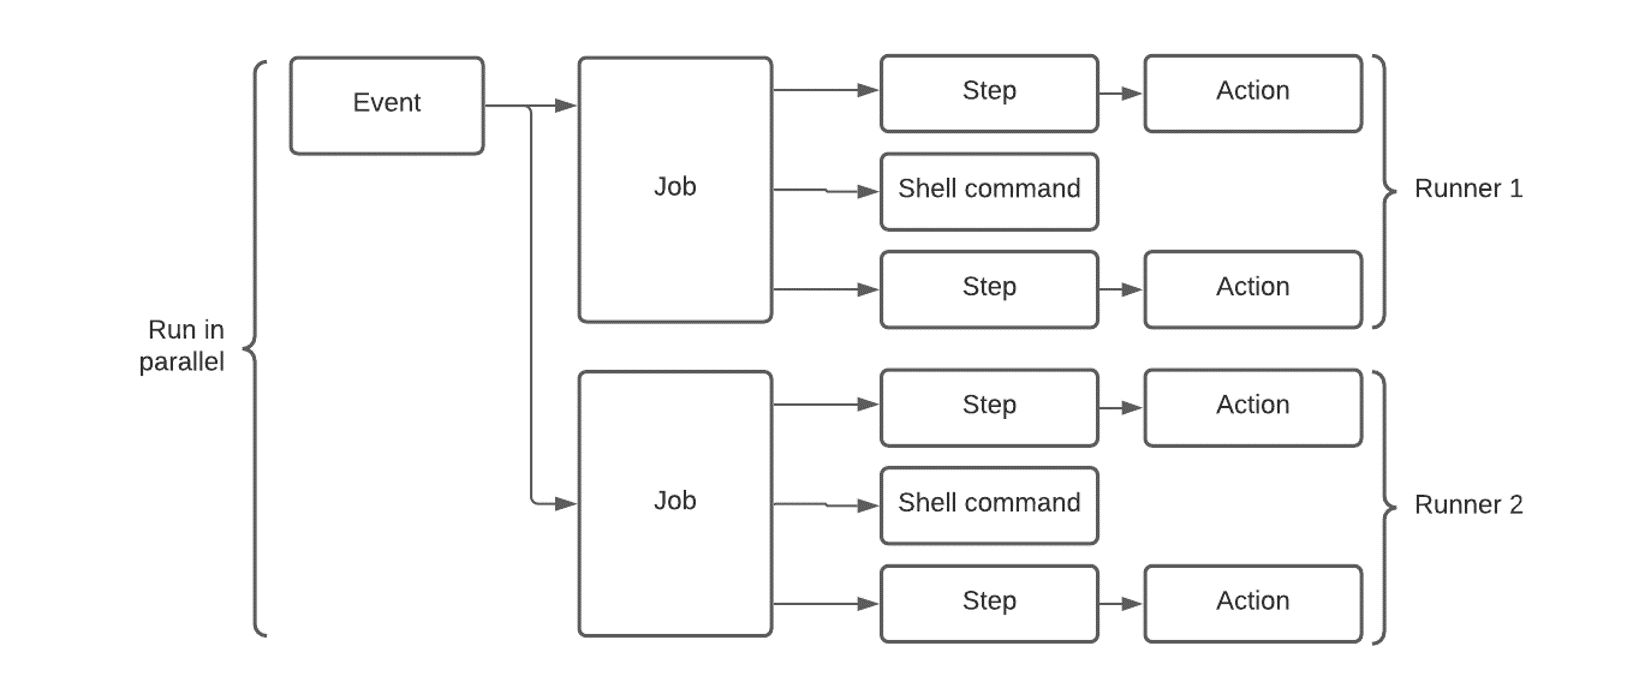 Event
Job
Step
Action
Shell command
Runner 1
Step
Action
Run in
parallel
Job
Step
Action
Shell command
Runner 2
Step
Action